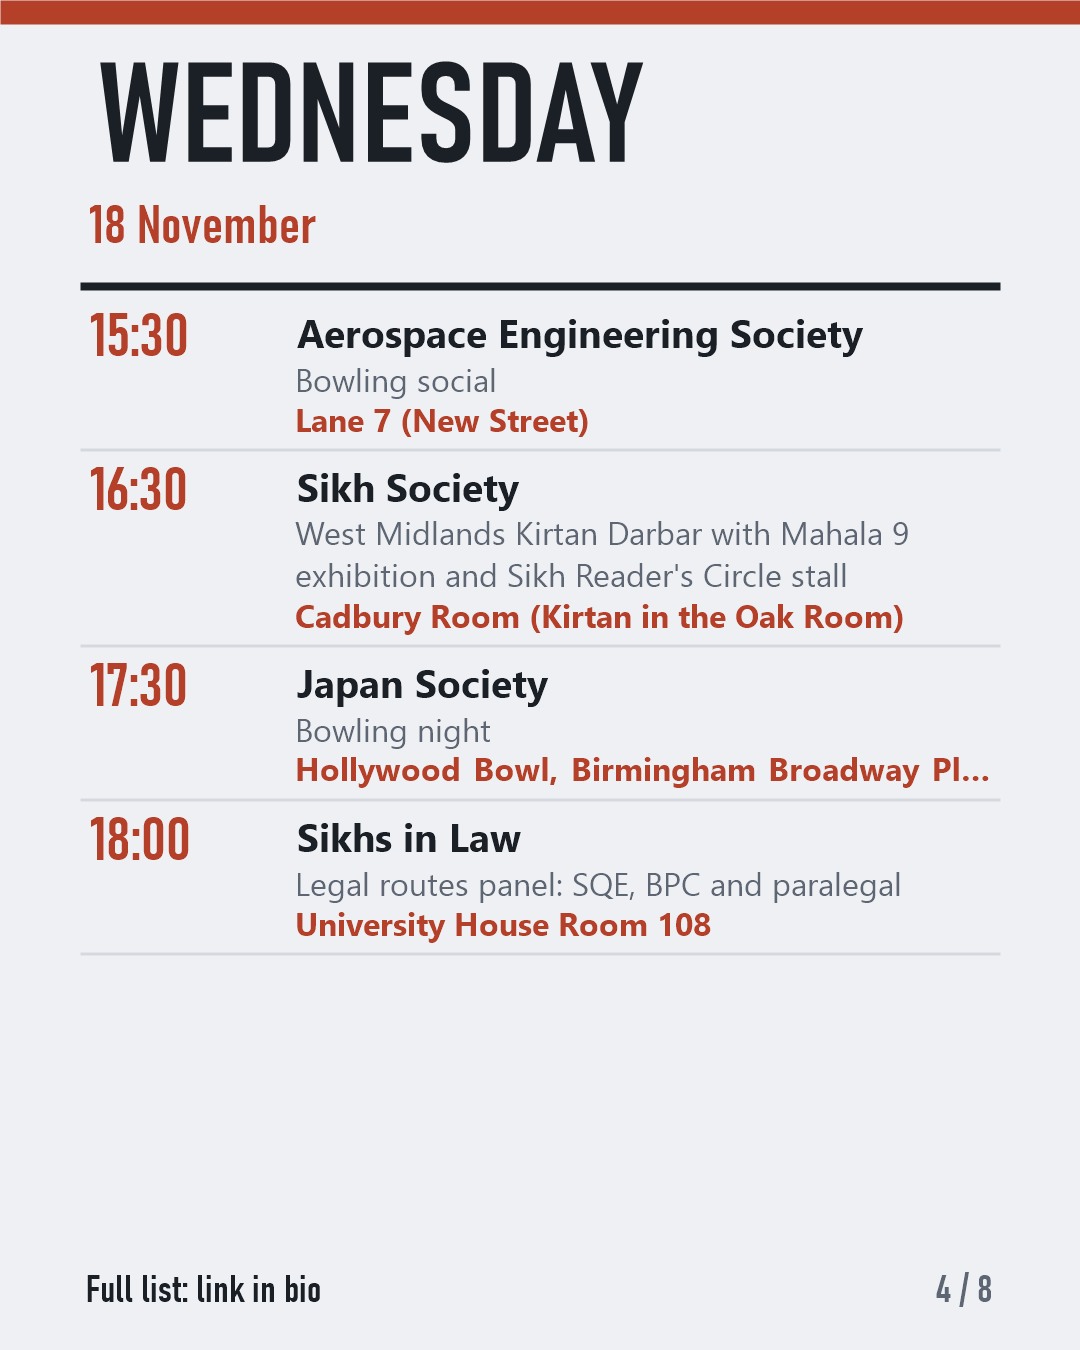 WEDNESDAY
18 November
15:30
Aerospace Engineering Society
Bowling social
Lane 7 (New Street)
16:30
Sikh Society
West Midlands Kirtan Darbar with Mahala 9
exhibition and Sikh Reader's Circle stall
Cadbury Room (Kirtan in the Oak Room)
17:30
Japan Society
Bowling night
Hollywood Bowl, Birmingham Broadway Pl...
18:00
Sikhs in Law
Legal routes panel: SQE, BPC and paralegal
University House Room 108
Full list: link in bio
4 / 8